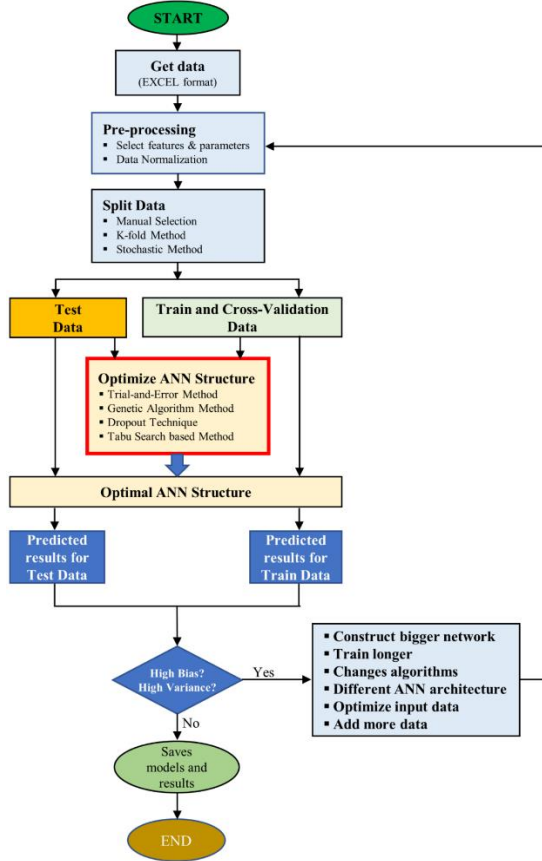 START
Get data
(EXCEL format)
Pre-processing
▪ Select features & parameters
▪ Data Normalization
Split Data
▪ Manual Selection
▪ K-fold Method
▪ Stochastic Method
Test
Data
Train and Cross-Validation
Data
Optimize ANN Structure
▪ Trial-and-Error Method
▪ Genetic Algorithm Method
▪ Dropout Technique
▪ Tabu Search based Method
Optimal ANN Structure
Predicted
results for
Test Data
Predicted
results for
Train Data
High Bias?
High Variance?
Yes
▪ Construct bigger network
▪ Train longer
▪ Changes algorithms
▪ Different ANN architecture
▪ Optimize input data
▪ Add more data
No
Saves
models and
results
END